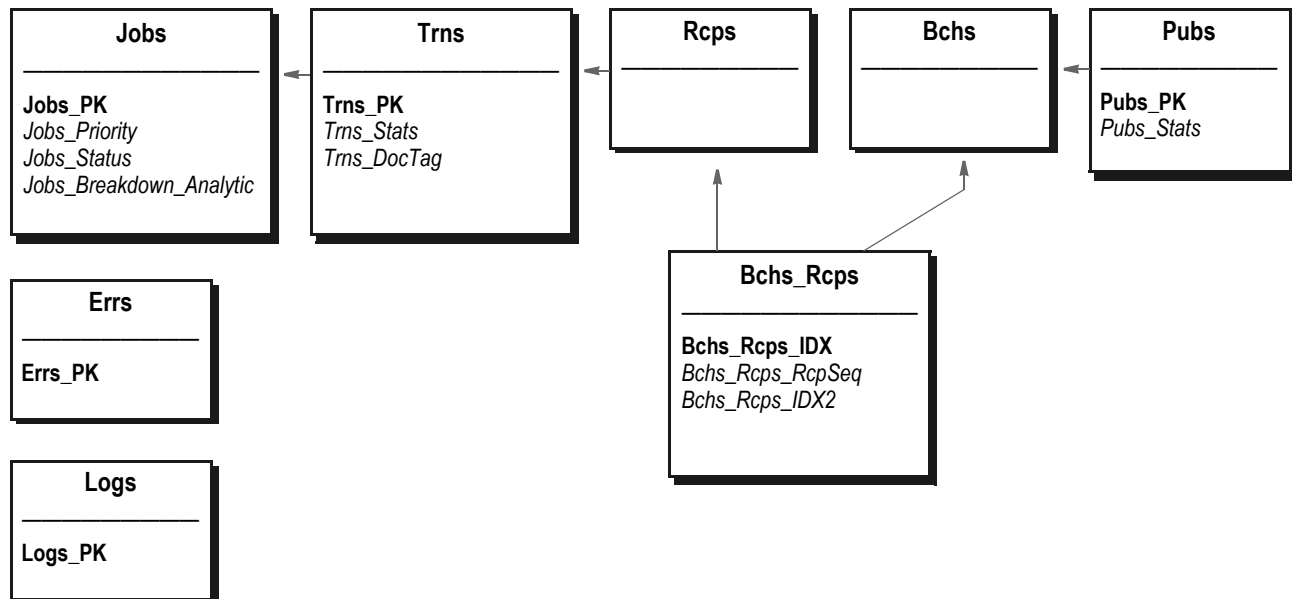 Jobs
Jobs_PK
Jobs_Priority
Jobs_Status
Jobs_Breakdown_Analytic
Trns
Trns_PK
Trns_Stats
Trns_DocTag
Rcps
Bchs
Pubs
Pubs_PK
Pubs_Stats
Bchs_Rcps
Bchs_Rcps_IDX
Bchs_Rcps_RcpSeq
Bchs_Rcps_IDX2
Errs
Errs_PK
Logs
Logs_PK